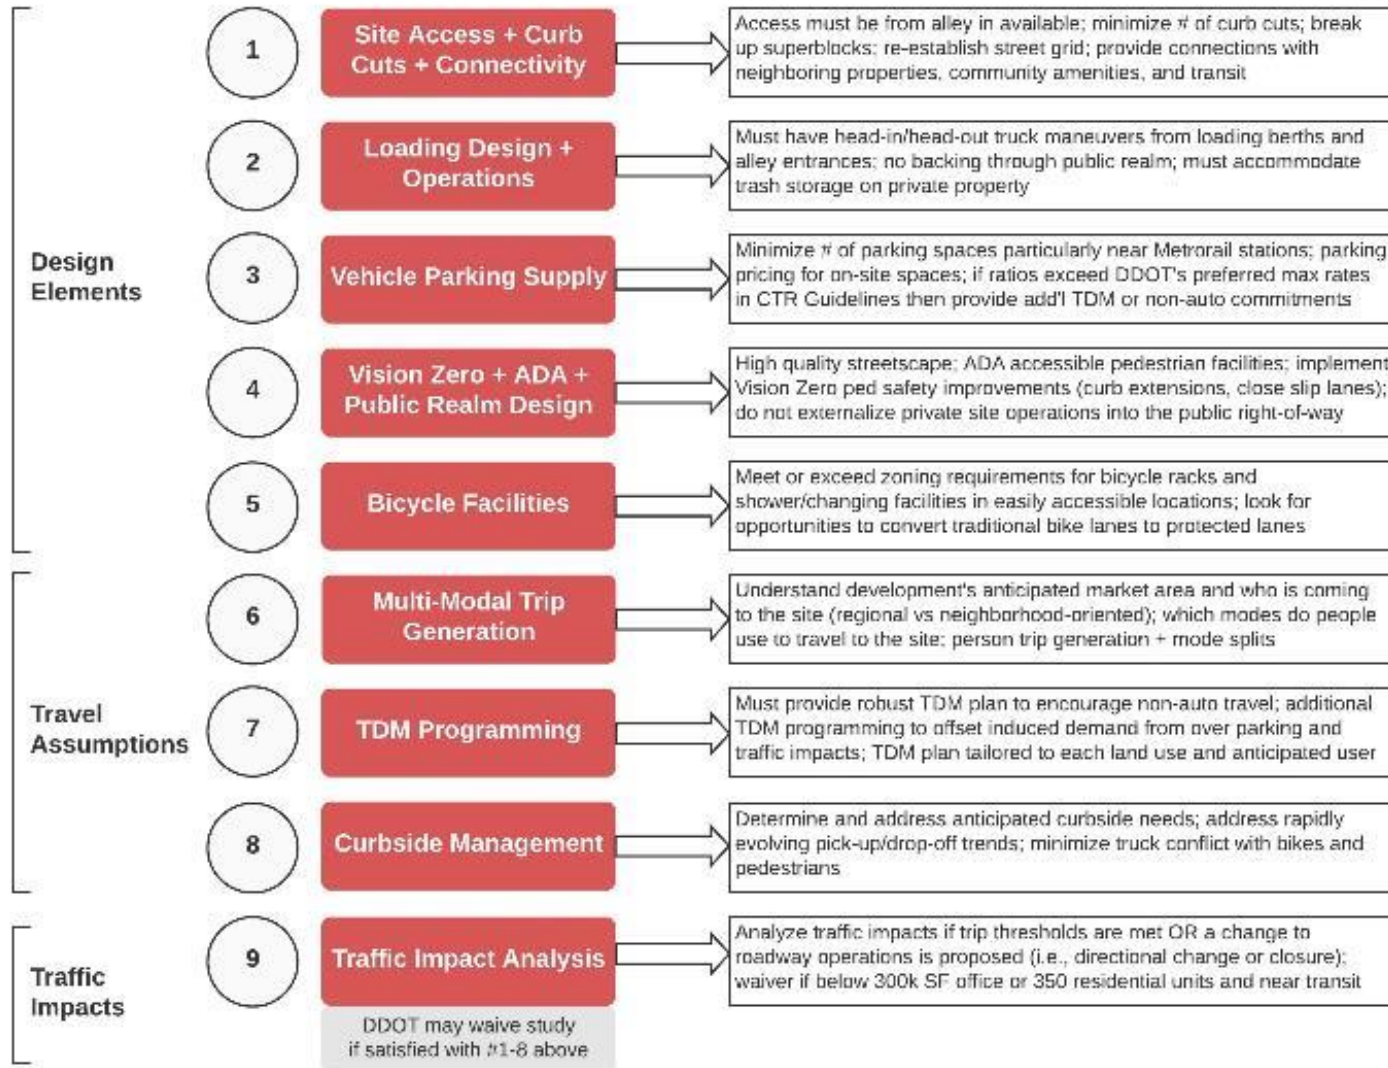 Design
Elements
1
Site Access + Curb
Cuts + Connectivity
Access must be from alley in available; minimize # of curb cuts; break
up superblocks; re-establish street grid; provide connections with
neighboring properties, community amenities, and transit
2
Loading Design +
Operations
Must have head-in/head-out truck maneuvers from loading berths and
alley entrances; no backing through public realm; must accommodate
trash storage on private property
3
Vehicle Parking Supply
Minimize # of parking spaces particularly near Metrorail stations; parking
pricing for on-site spaces; if ratios exceed DDOT's preferred max rates
in CTR Guidelines then provide add'l TDM or non-auto commitments
4
Vision Zero + ADA +
Public Realm Design
High quality streetscape; ADA accessible pedestrian facilities; implement
Vision Zero ped safety improvements (curb extensions, close slip lanes);
do not externalize private site operations into the public right-of-way
5
Bicycle Facilities
Meet or exceed zoning requirements for bicycle racks and
shower/changing facilities in easily accessible locations; look for
opportunities to convert traditional bike lanes to protected lanes
Travel
Assumptions
6
Multi-Modal Trip
Generation
Understand development's anticipated market area and who is coming
to the site (regional vs neighborhood-oriented); which modes do people
use to travel to the site; person trip generation + mode splits
7
TDM Programming
Must provide robust TDM plan to encourage non-auto travel; additional
TDM programming to offset induced demand from over parking and
traffic impacts; TDM plan tailored to each land use and anticipated user
8
Curbside Management
Determine and address anticipated curbside needs; address rapidly
evolving pick-up/drop-off trends; minimize truck conflict with bikes and
pedestrians
Traffic
Impacts
9
Traffic Impact Analysis
Analyze traffic impacts if trip thresholds are met OR a change to
roadway operations is proposed (i.e., directional change or closure);
waiver if below 300k SF office or 350 residential units and near transit
DDOT may waive study
if satisfied with #1-8 above